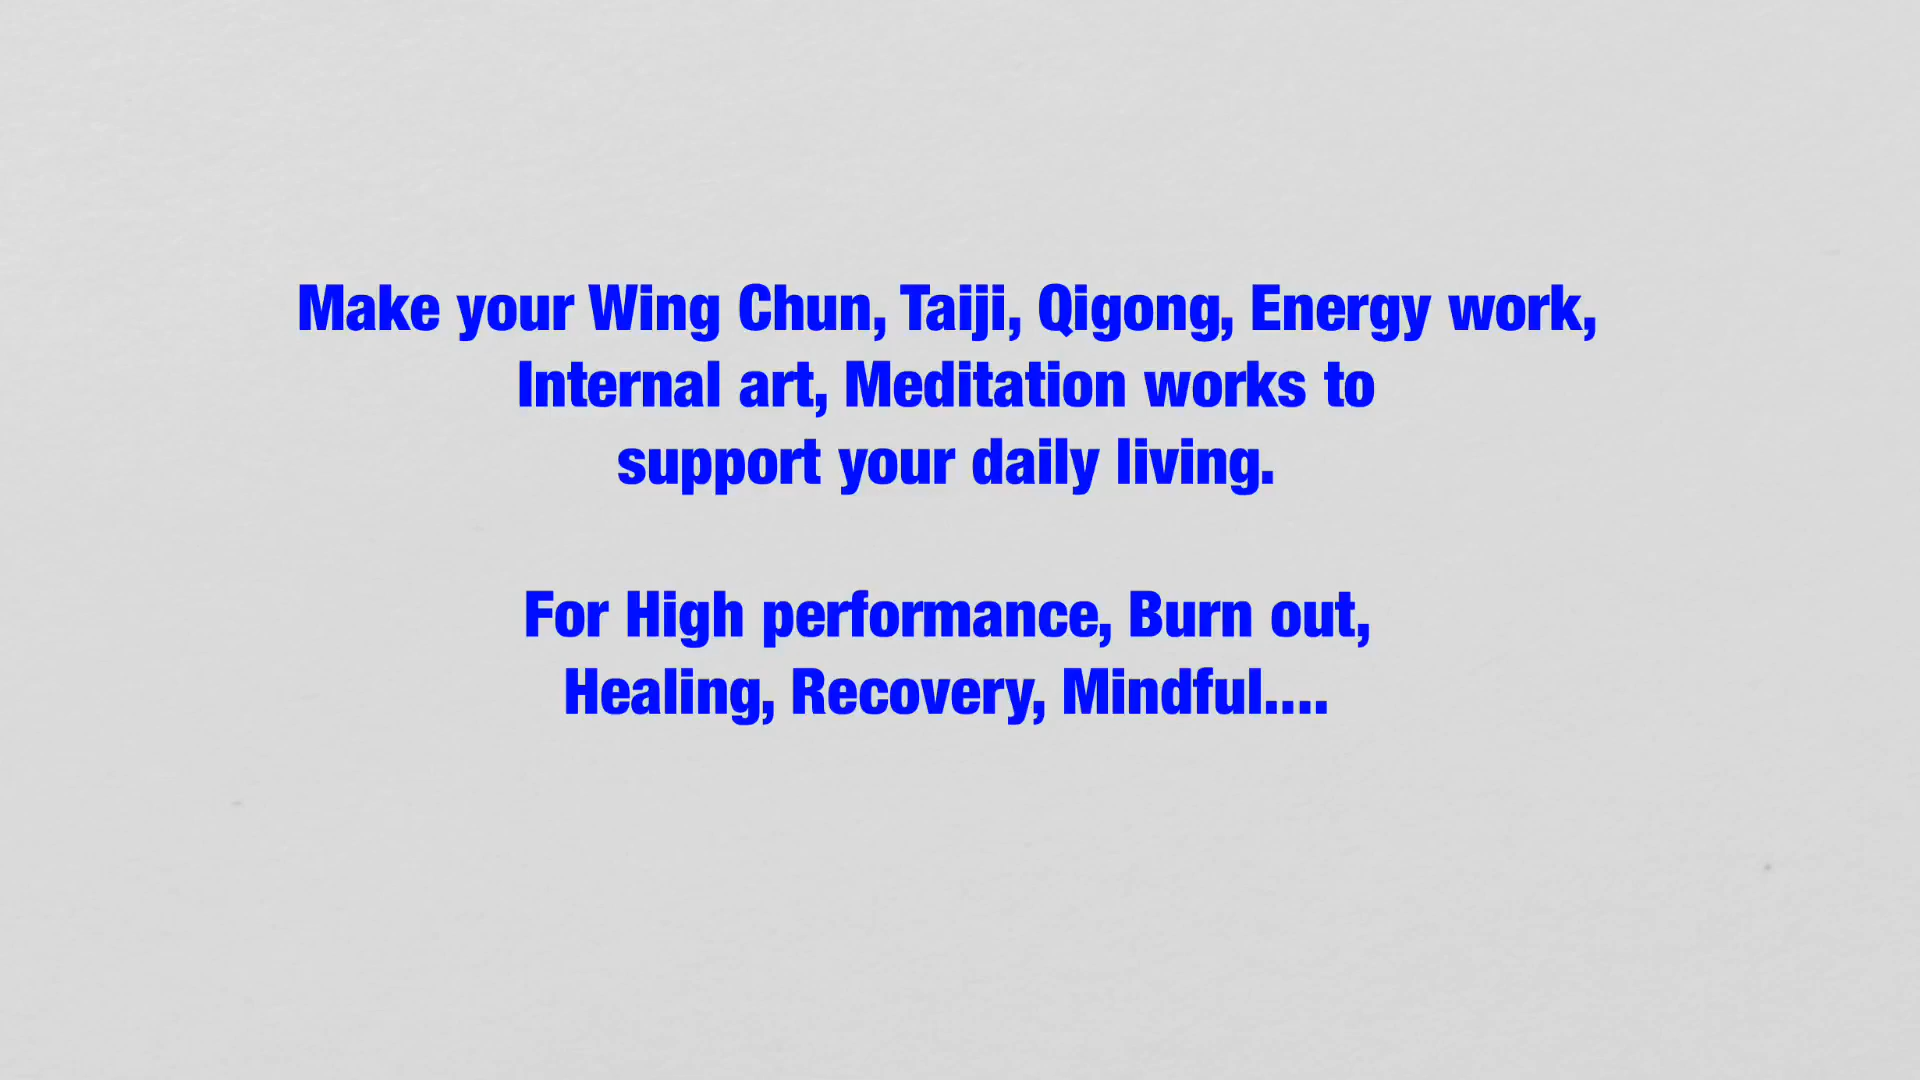 Make your Wing Chun, Taiji, Qigong, Energy work,
Internal art, Meditation works to
support your daily living.
For High performance, Burn out,
Healing, Recovery, Mindful....